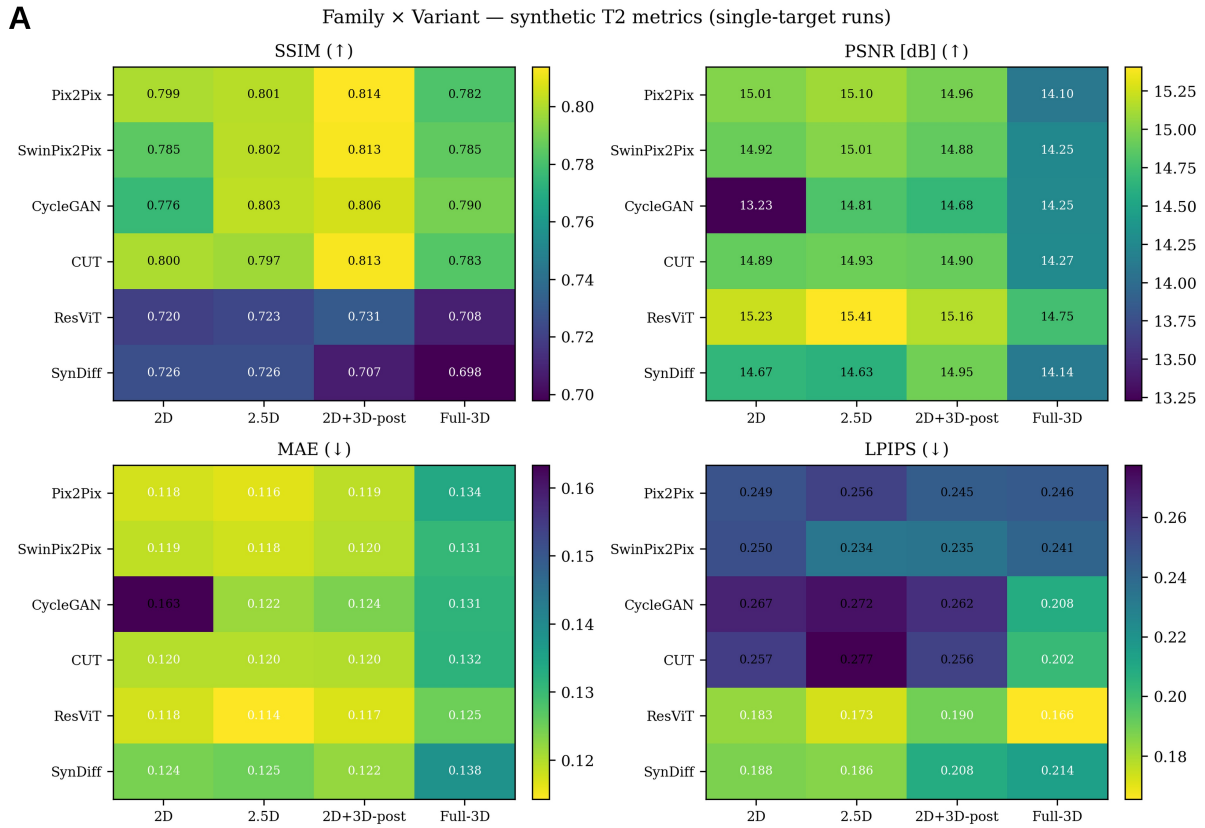 A
Family × Variant — synthetic T2 metrics (single-target runs)
SSIM (↑)
Pix2Pix 0.799 0.801 0.814 0.782
SwinPix2Pix 0.785 0.802 0.813 0.785
CycleGAN 0.776 0.803 0.806 0.790
CUT 0.800 0.797 0.813 0.783
ResViT 0.720 0.723 0.731 0.708
SynDiff 0.726 0.726 0.707 0.698
2D 2.5D 2D+3D-post Full-3D
0.80
0.78
0.76
0.74
0.72
0.70
PSNR [dB] (↑)
Pix2Pix 15.01 15.10 14.96 14.10
SwinPix2Pix 14.92 15.01 14.88 14.25
CycleGAN 13.23 14.81 14.68 14.25
CUT 14.89 14.93 14.90 14.27
ResViT 15.23 15.41 15.16 14.75
SynDiff 14.67 14.63 14.95 14.14
2D 2.5D 2D+3D-post Full-3D
15.25
15.00
14.75
14.50
14.25
14.00
13.75
13.50
13.25
MAE (↓)
Pix2Pix 0.118 0.116 0.119 0.134
SwinPix2Pix 0.119 0.118 0.120 0.131
CycleGAN 0.163 0.122 0.124 0.131
CUT 0.120 0.120 0.120 0.132
ResViT 0.118 0.114 0.117 0.125
SynDiff 0.124 0.125 0.122 0.138
2D 2.5D 2D+3D-post Full-3D
0.16
0.15
0.14
0.13
0.12
LPIPS (↓)
Pix2Pix 0.249 0.256 0.245 0.246
SwinPix2Pix 0.250 0.234 0.235 0.241
CycleGAN 0.267 0.272 0.262 0.208
CUT 0.257 0.277 0.256 0.202
ResViT 0.183 0.173 0.190 0.166
SynDiff 0.188 0.186 0.208 0.214
2D 2.5D 2D+3D-post Full-3D
0.26
0.24
0.22
0.20
0.18